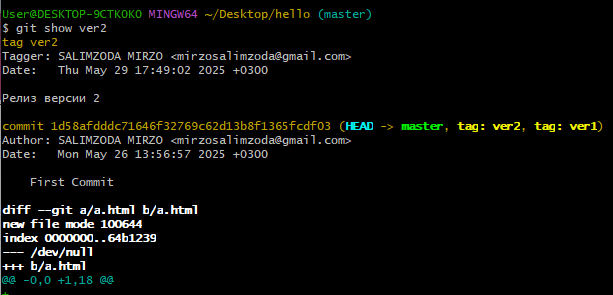 User@DESKTOP-9CTKOKO MINGW64 ~/Desktop/hello (master)
$ git show ver2
tag ver2
Tagger: SALIMZODA MIRZO <mirzosalimzoda@gmail.com>
Date:   Thu May 29 17:49:02 2025 +0300
Релиз версии 2
commit 1d58afdddc71646f32769c62d13b8f1365fcdf03 (HEAD -> master, tag: ver2, tag: ver1)
Author: SALIMZODA MIRZO <mirzosalimzoda@gmail.com>
Date:   Mon May 26 13:56:57 2025 +0300
    First Commit
diff --git a/a.html b/a.html
new file mode 100644
index 0000000..64b1239
--- /dev/null
+++ b/a.html
@@ -0,0 +1,18 @@